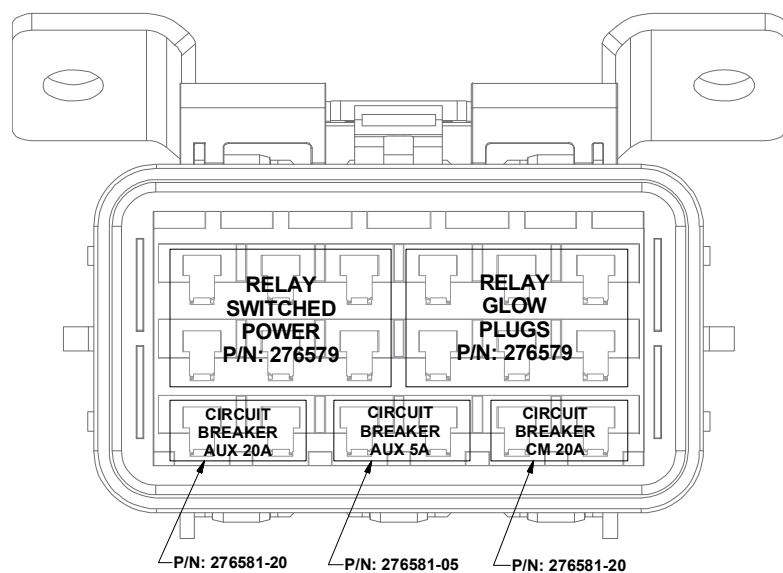 RELAY
SWITCHED
POWER
P/N: 276579
RELAY
GLOW
PLUGS
P/N: 276579
CIRCUIT
BREAKER
AUX 20A
CIRCUIT
BREAKER
AUX 5A
CIRCUIT
BREAKER
CM 20A
P/N: 276581-20
P/N: 276581-05
P/N: 276581-20